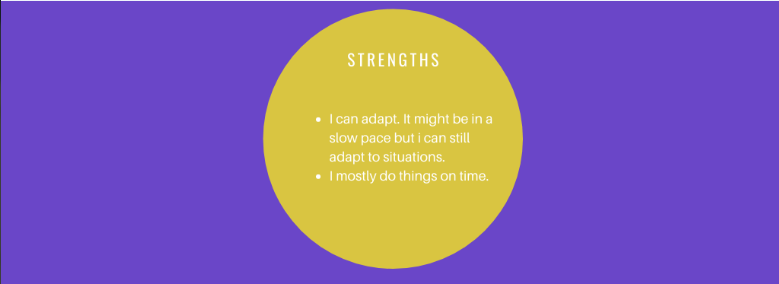 STRENGTHS
• I can adapt. It might be in a
slow pace but i can still
adapt to situations.
• I mostly do things on time.